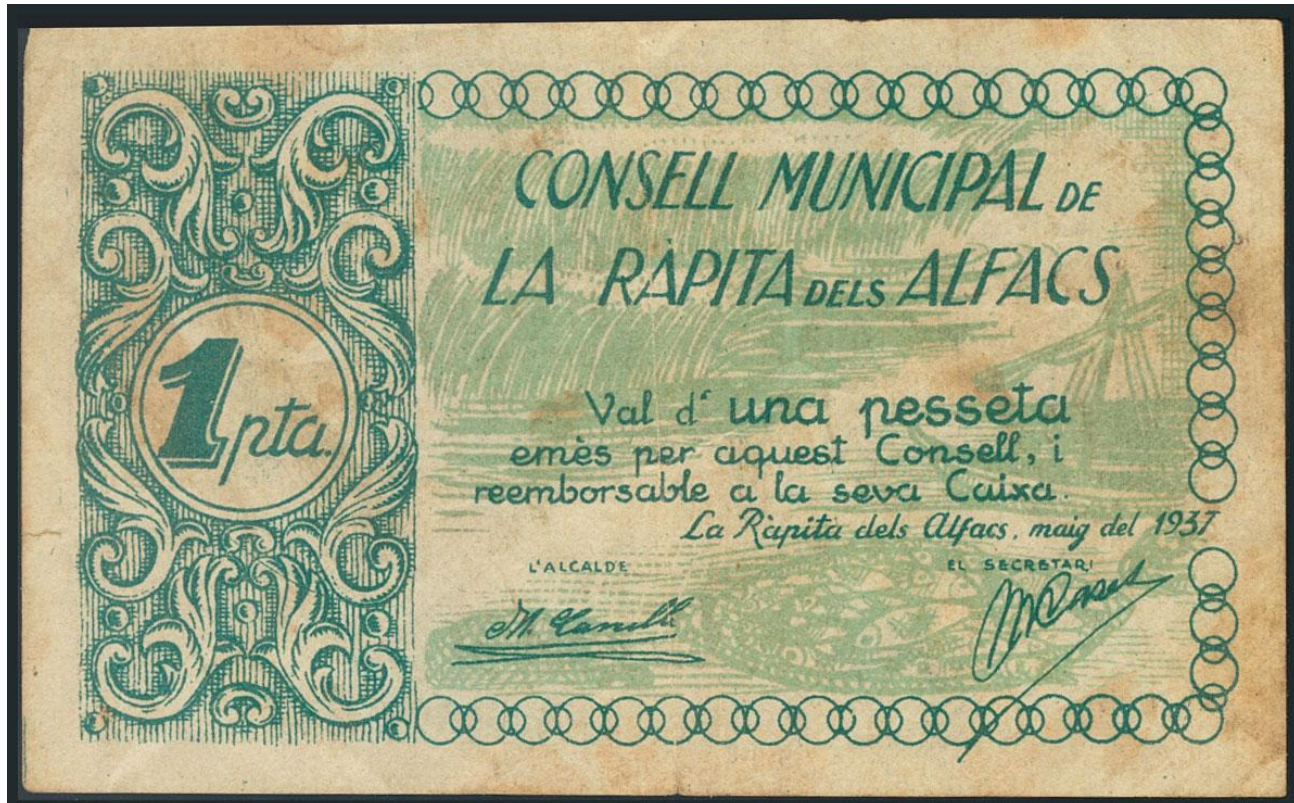 CONSELL MUNICIPAL DE
LA RÀPITA DELS ALFACS
1 pta.
Val d' una pesseta
emès per aquest Consell, i
reemborsable a la seva Caixa.
La Ràpita dels Alfacs, maig del 1937
L'ALCALDE
EL SECRETARI